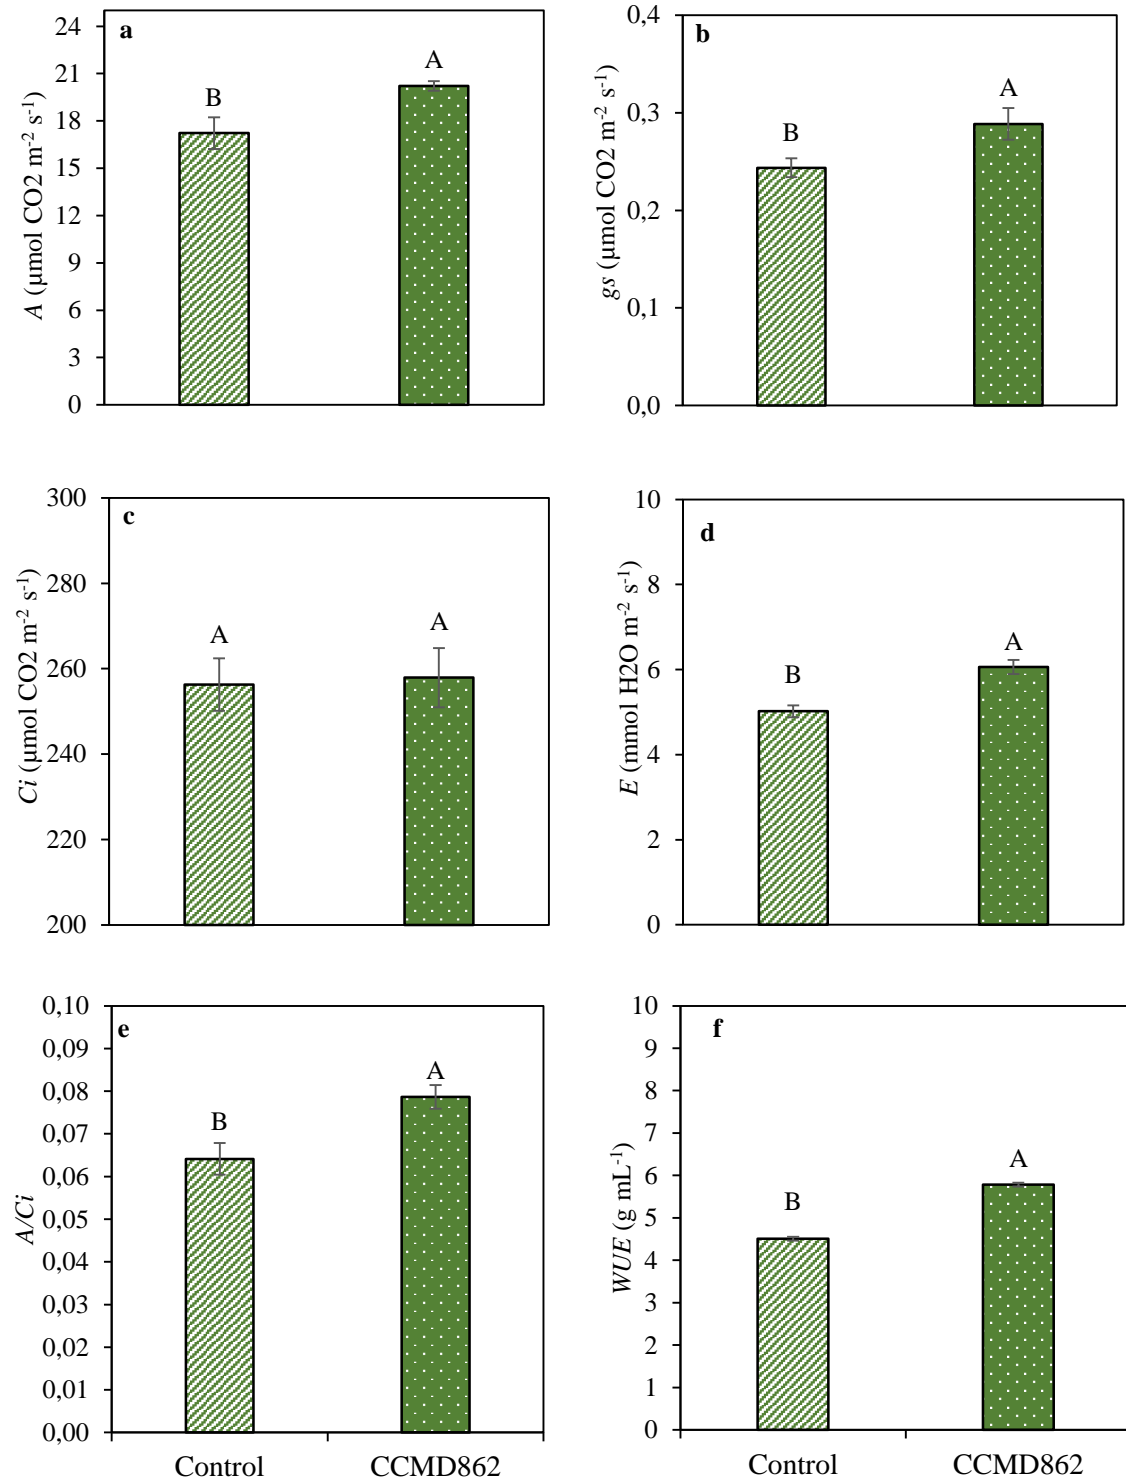 a
A (µmol CO2 m-2 s-1)
24
21
18
15
12
9
6
3
0
B
A
b
gs (µmol CO2 m-2 s-1)
0,4
0,3
0,2
0,1
0,0
B
A
c
Ci (µmol CO2 m-2 s-1)
300
280
260
240
220
200
A
A
d
E (mmol H2O m-2 s-1)
10
8
6
4
2
0
B
A
e
A/Ci
0,10
0,09
0,08
0,07
0,06
0,05
0,04
0,03
0,02
0,01
0,00
B
A
Control CCMD862
f
WUE (g mL-1)
10
9
8
7
6
5
4
3
2
1
0
B
A
Control CCMD862